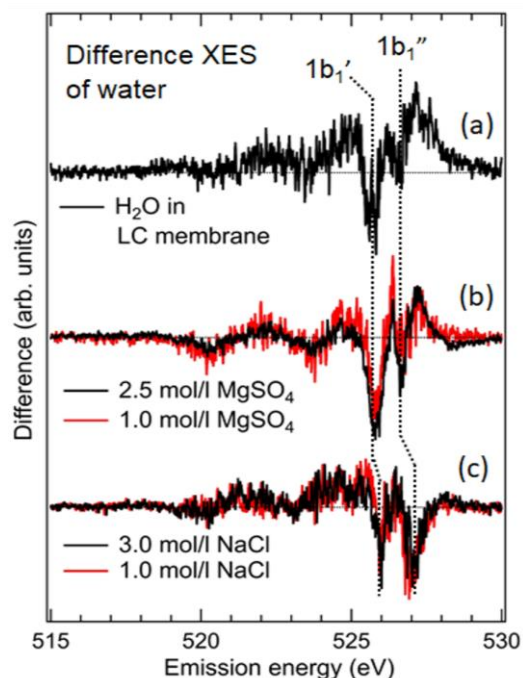 Difference XES
of water
1b₁'
1b₁”
(a)
H₂O in
LC membrane
(b)
2.5 mol/l MgSO₄
1.0 mol/l MgSO₄
(c)
3.0 mol/l NaCl
1.0 mol/l NaCl
Difference (arb. units)
515 520 525 530
Emission energy (eV)